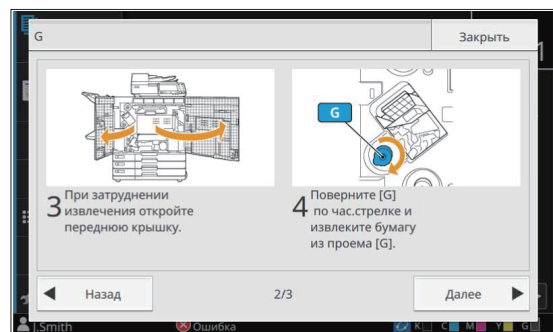 G
Закрыть
G
3 При затруднении
извлечения откройте
переднюю крышку.
4 Поверните [G]
по час.стрелке и
извлеките бумагу
из проема [G].
Назад
2/3
Далее
J.Smith
Ошибка
K C M Y G